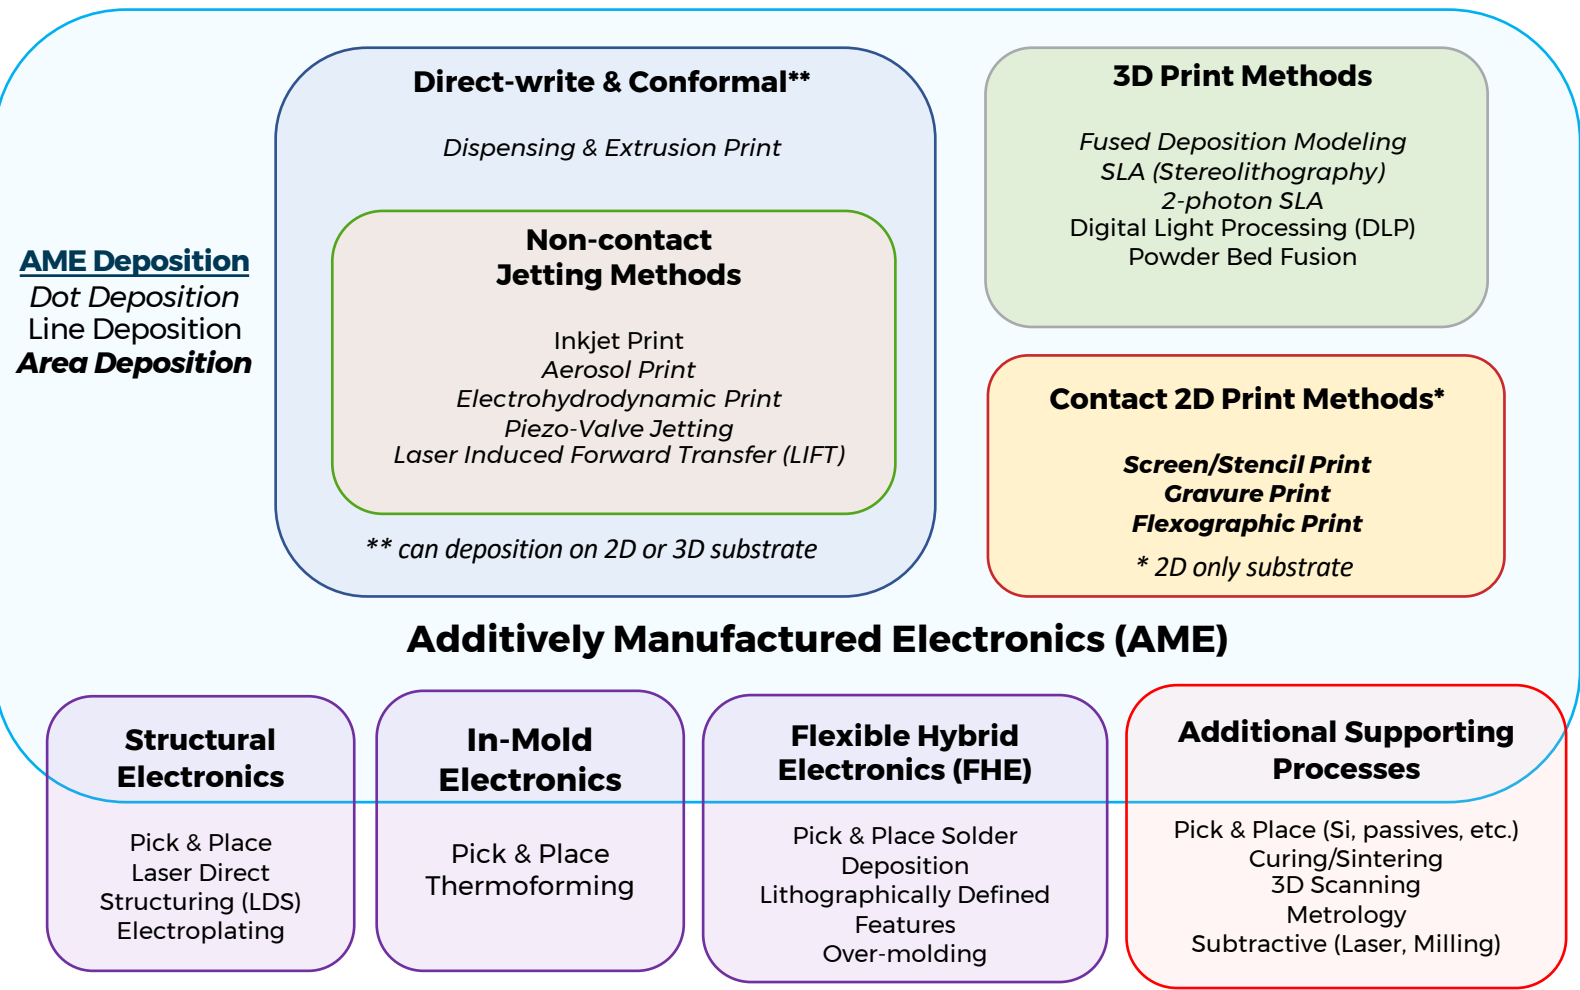 Direct-write & Conformal**
Dispensing & Extrusion Print
Non-contact
Jetting Methods
Inkjet Print
Aerosol Print
Electrohydrodynamic Print
Piezo-Valve Jetting
Laser Induced Forward Transfer (LIFT)
** can deposition on 2D or 3D substrate
3D Print Methods
Fused Deposition Modeling
SLA (Stereolithography)
2-photon SLA
Digital Light Processing (DLP)
Powder Bed Fusion
AME Deposition
Dot Deposition
Line Deposition
Area Deposition
Contact 2D Print Methods*
Screen/Stencil Print
Gravure Print
Flexographic Print
* 2D only substrate
Additively Manufactured Electronics (AME)
Structural
Electronics
Pick & Place
Laser Direct
Structuring (LDS)
Electroplating
In-Mold
Electronics
Pick & Place
Thermoforming
Flexible Hybrid
Electronics (FHE)
Pick & Place Solder
Deposition
Lithographically Defined
Features
Over-molding
Additional Supporting
Processes
Pick & Place (Si, passives, etc.)
Curing/Sintering
3D Scanning
Metrology
Subtractive (Laser, Milling)